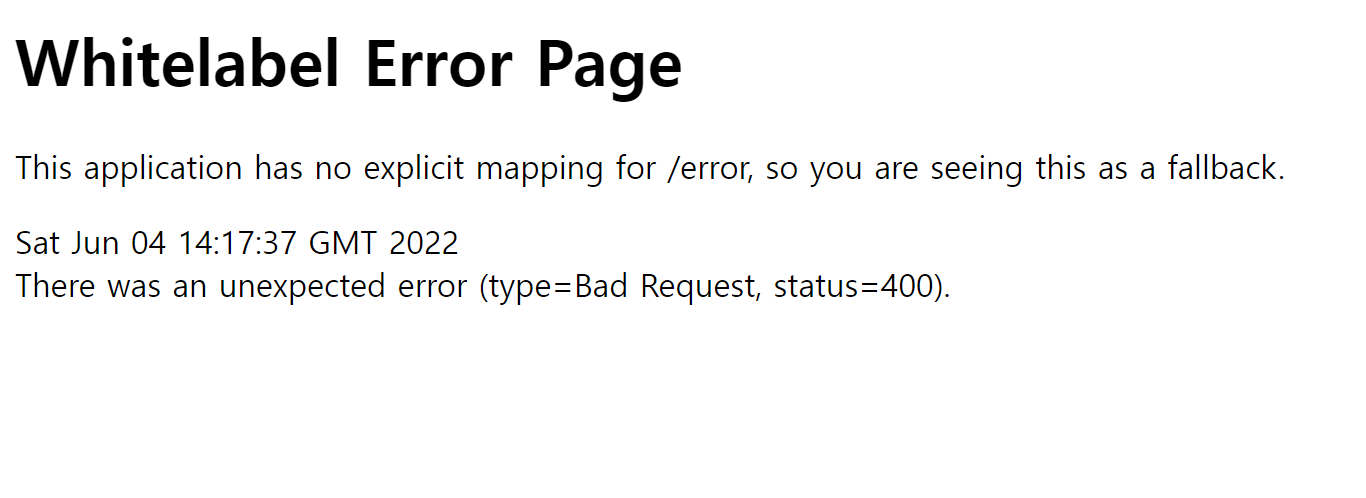 Whitelabel Error Page
This application has no explicit mapping for /error, so you are seeing this as a fallback.
Sat Jun 04 14:17:37 GMT 2022
There was an unexpected error (type=Bad Request, status=400).